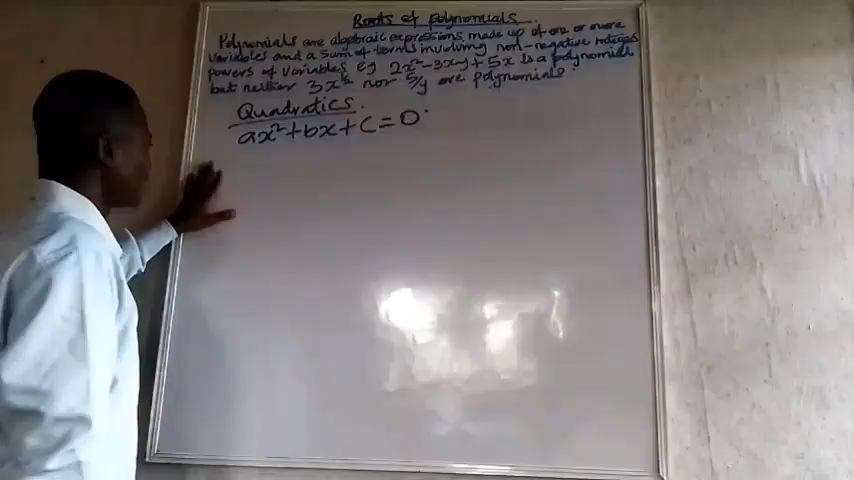 Roots of polynomials
Polynomials are algebraic expressions made up of one or more
variables and a sum of terms involving non-negative integers
powers of variables eg 2x²-3xy+5x is a polynomial
but neither 3x^½ nor 5/y are polynomials.
Quadratics.
ax²+bx+c=0.